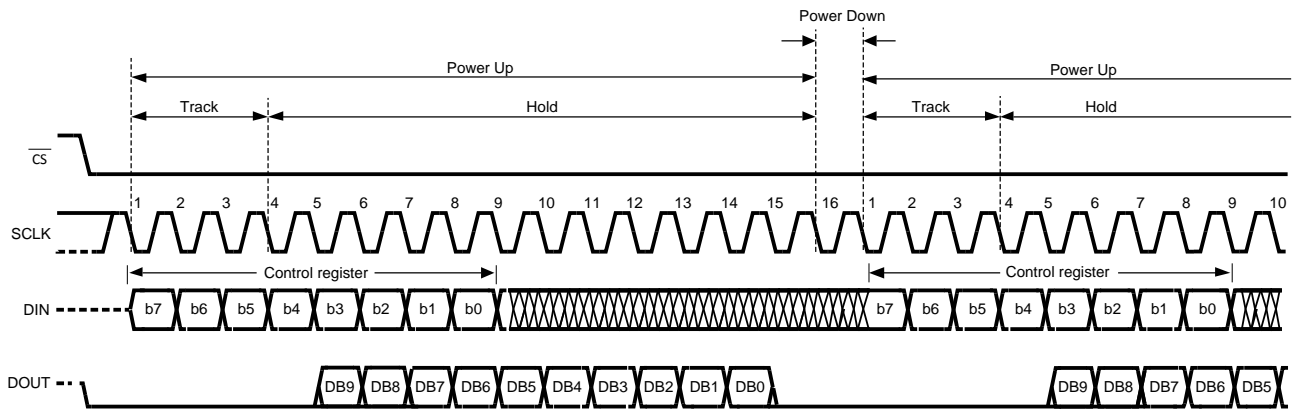 Power Down
Power Up Power Up
Track Hold Track Hold
CS
1 2 3 4 5 6 7 8 9 10 11 12 13 14 15 16 1 2 3 4 5 6 7 8 9 10
SCLK
Control register Control register
DIN b7 b6 b5 b4 b3 b2 b1 b0 b7 b6 b5 b4 b3 b2 b1 b0
DOUT DB9 DB8 DB7 DB6 DB5 DB4 DB3 DB2 DB1 DB0 DB9 DB8 DB7 DB6 DB5